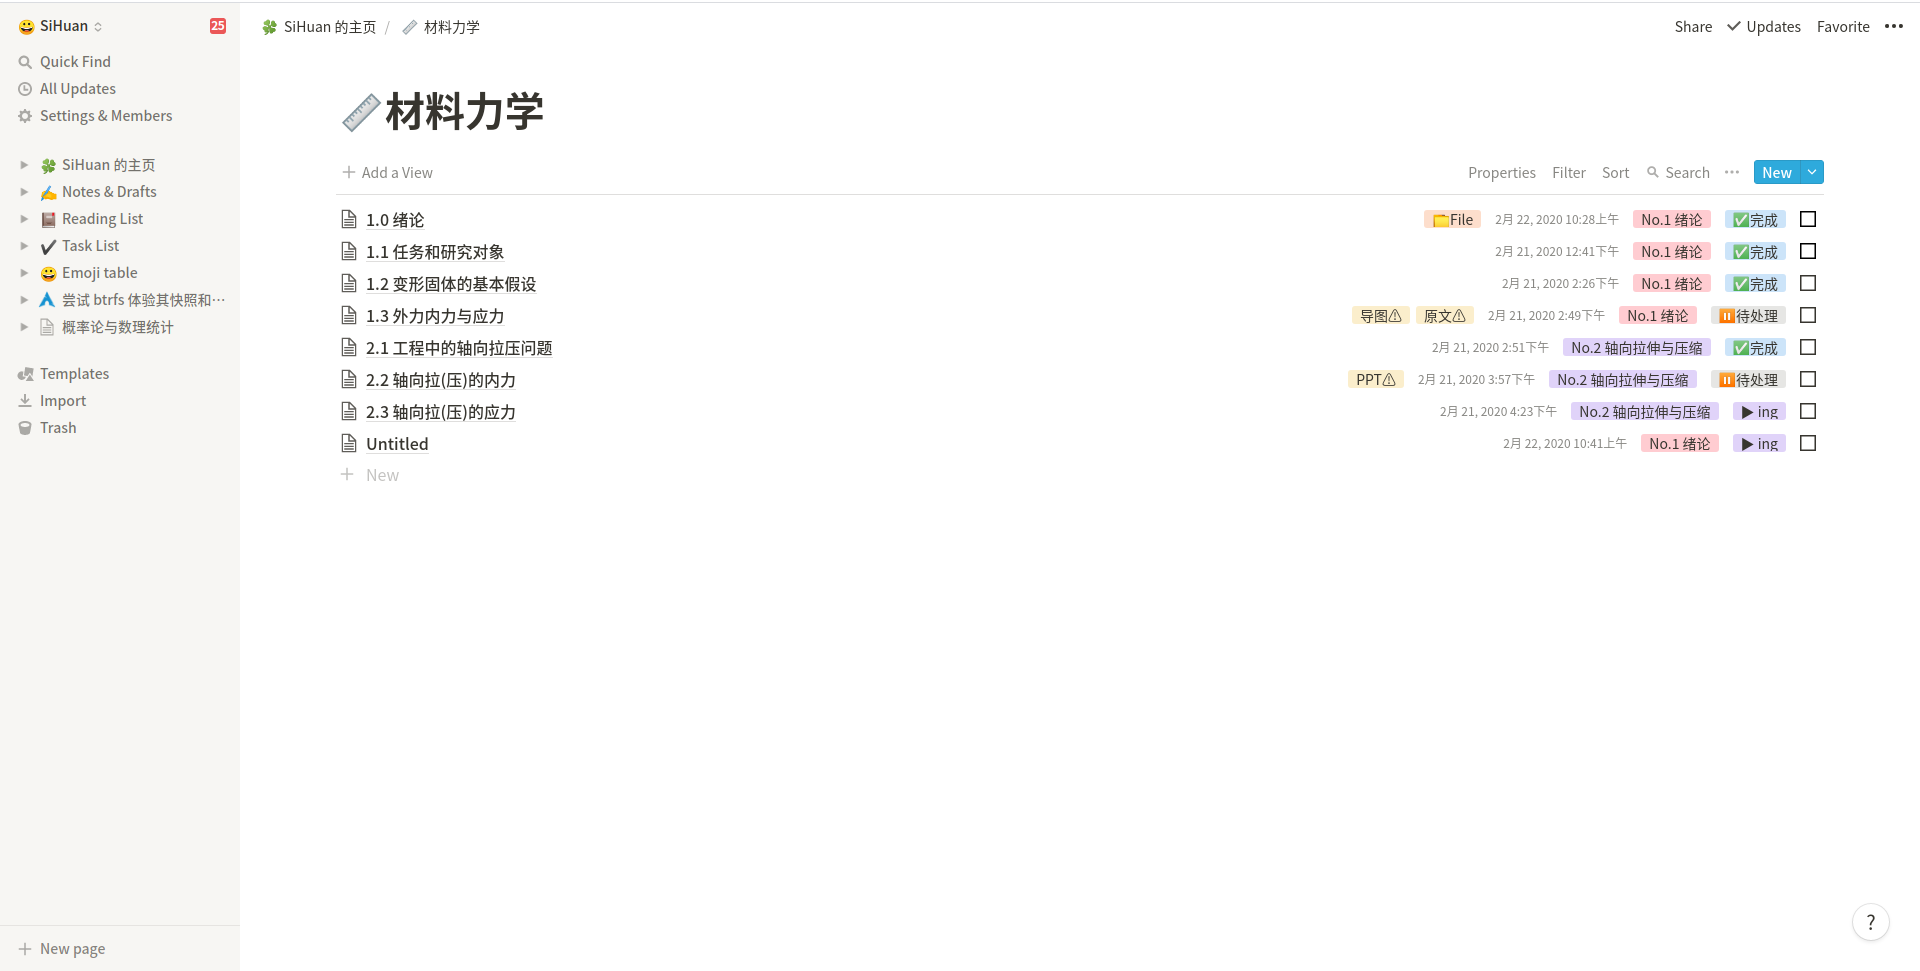 SiHuan
25
Quick Find
All Updates
Settings & Members
SiHuan 的主页
Notes & Drafts
Reading List
Task List
Emoji table
尝试 btrfs 体验其快照和…
概率论与数理统计
Templates
Import
Trash
New page
SiHuan 的主页 / 材料力学
Share Updates Favorite
材料力学
Add a View
Properties Filter Sort Search New
1.0 绪论 File 2月 22, 2020 10:28上午 No.1 绪论 ✅完成
1.1 任务和研究对象 2月 21, 2020 12:41下午 No.1 绪论 ✅完成
1.2 变形固体的基本假设 2月 21, 2020 2:26下午 No.1 绪论 ✅完成
1.3 外力内力与应力 导图⚠ 原文⚠ 2月 21, 2020 2:49下午 No.1 绪论 ⏸待处理
2.1 工程中的轴向拉压问题 2月 21, 2020 2:51下午 No.2 轴向拉伸与压缩 ✅完成
2.2 轴向拉(压)的内力 PPT⚠ 2月 21, 2020 3:57下午 No.2 轴向拉伸与压缩 ⏸待处理
2.3 轴向拉(压)的应力 2月 21, 2020 4:23下午 No.2 轴向拉伸与压缩 ▶ ing
Untitled 2月 22, 2020 10:41上午 No.1 绪论 ▶ ing
New
?